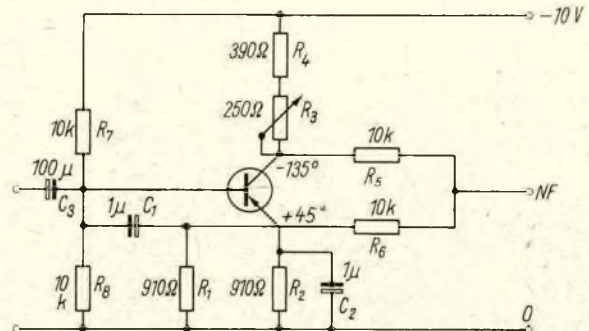 −10 V
390Ω R4
250Ω R3
10k R7
−135°
10k
R5
100 µ
C3
1µ C1
+45°
NF
10k
R6
10 k R8
910Ω R1
910Ω R2
1µ
C2
0